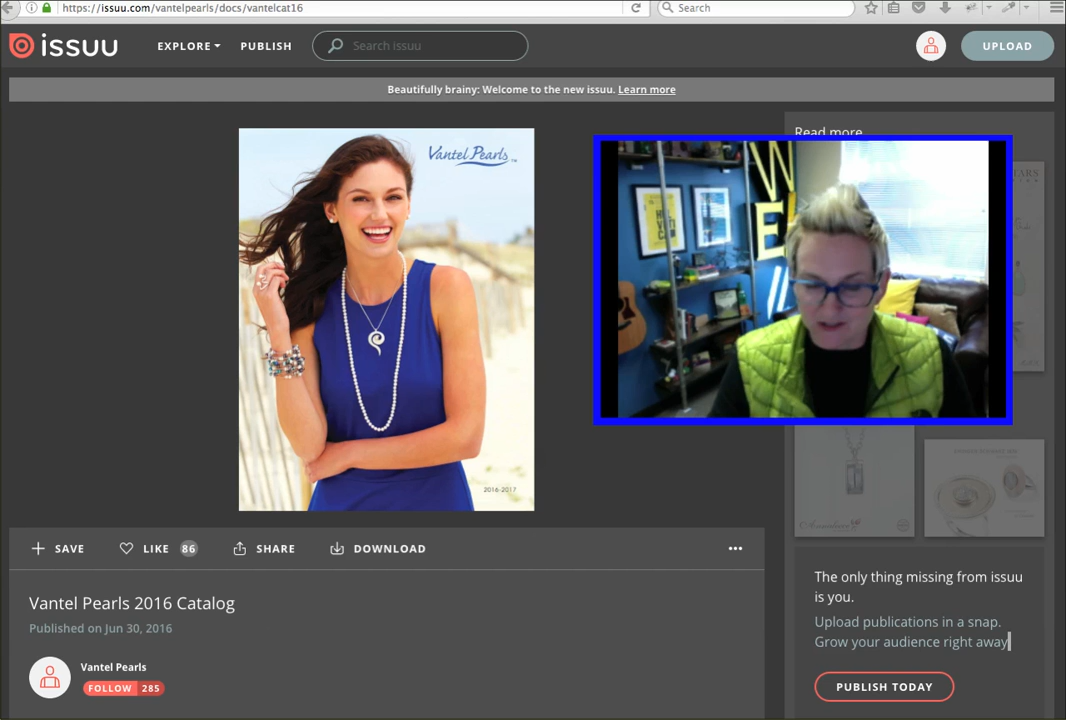 https://issuu.com/vantelpearls/docs/vantelcat16
Search
issuu
EXPLORE
PUBLISH
Search issuu
UPLOAD
Beautifully brainy: Welcome to the new issuu. Learn more
Read more
Vantel Pearls™
WE
2016-2017
SAVE
LIKE 86
SHARE
DOWNLOAD
Vantel Pearls 2016 Catalog
Published on Jun 30, 2016
Vantel Pearls
FOLLOW 285
The only thing missing from issuu
is you.
Upload publications in a snap.
Grow your audience right away
PUBLISH TODAY